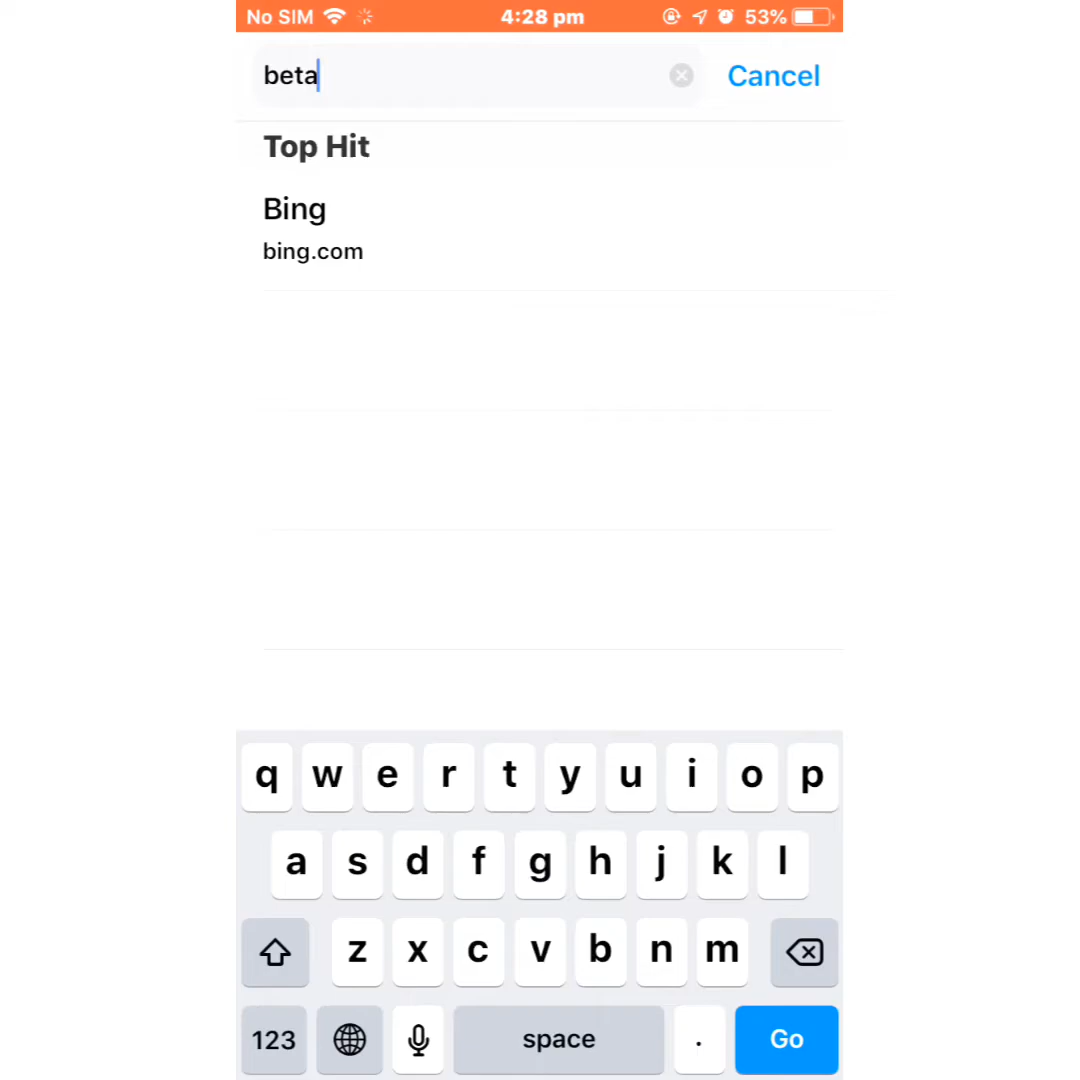 No SIM 4:28 pm 53%
beta Cancel
Top Hit
Bing
bing.com
q w e r t y u i o p
a s d f g h j k l
z x c v b n m
123 space . Go